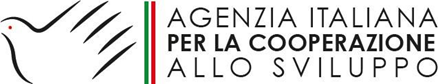 AGENZIA ITALIANA
PER LA COOPERAZIONE
ALLO SVILUPPO